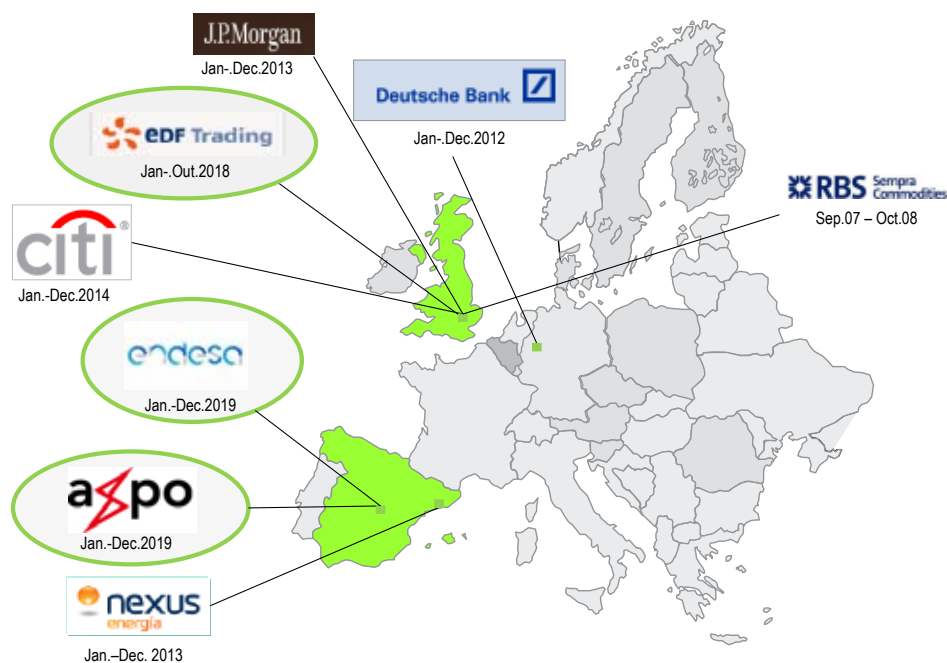 J.P.Morgan
Jan-.Dec.2013
Deutsche Bank
Jan-Dec.2012
eDF Trading
Jan-.Out.2018
RBS Sempra
Commodities
Sep.07 – Oct.08
citi®
Jan.-Dec.2014
endesa
Jan.-Dec.2019
axpo
Jan.-Dec.2019
nexus
energía
Jan.–Dec. 2013